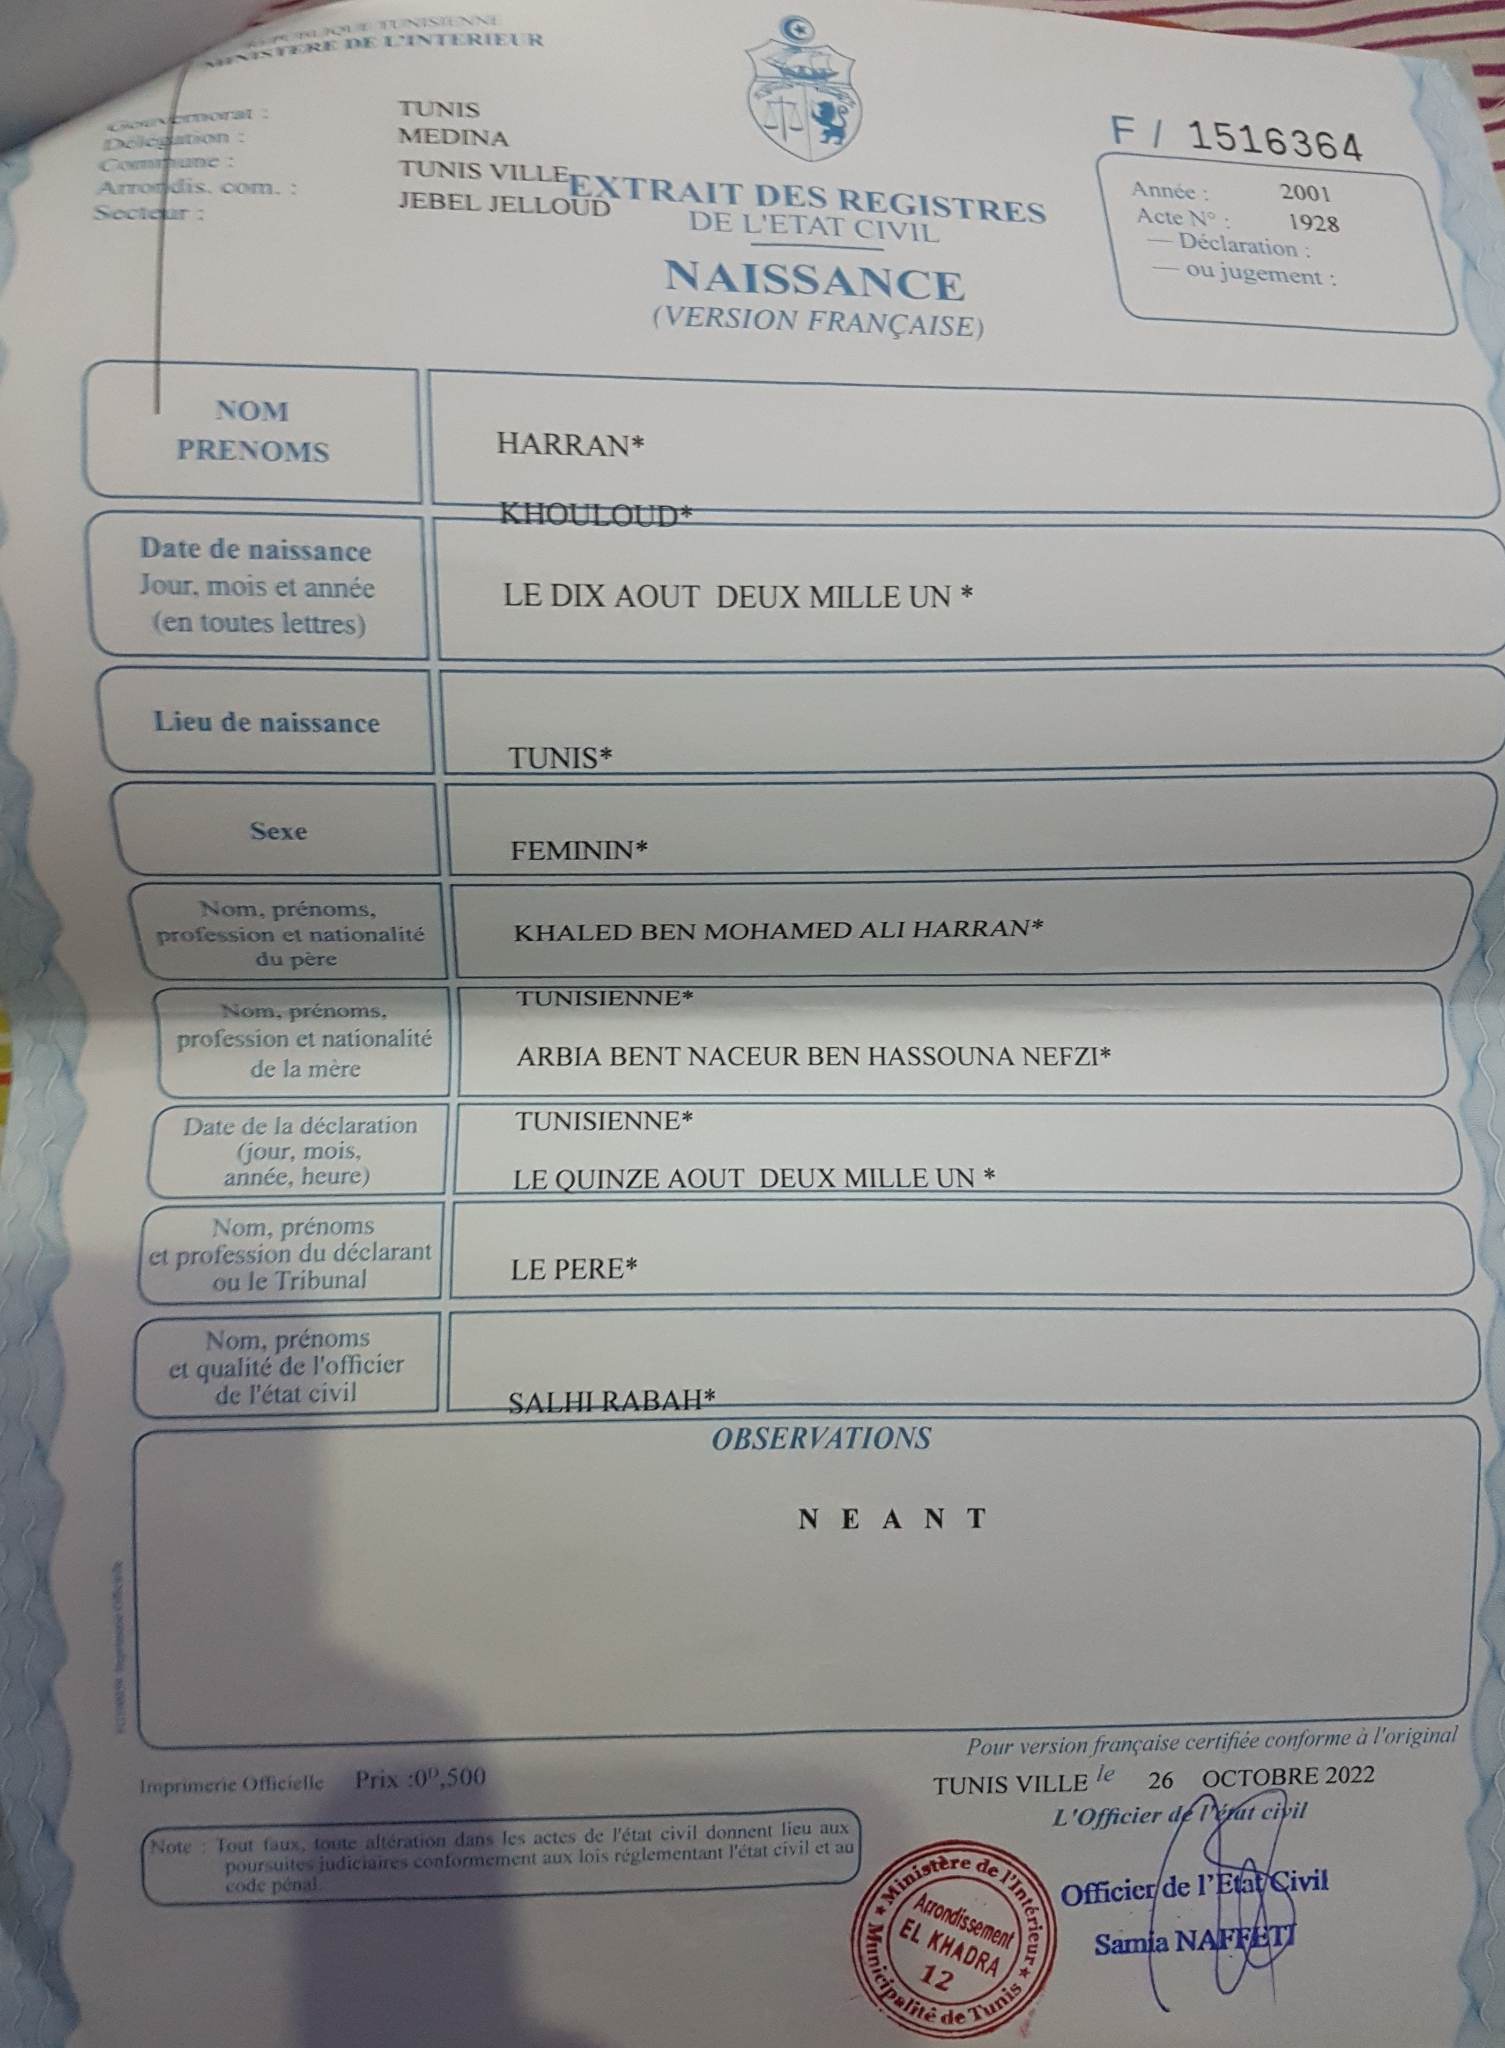 REPUBLIQUE TUNISIENNE
MINISTERE DE L'INTERIEUR
Gouvernorat : TUNIS
Délégation : MEDINA
Commune : TUNIS VILLE
Arrondis. com. : JEBEL JELLOUD
Secteur :
EXTRAIT DES REGISTRES
DE L'ETAT CIVIL
NAISSANCE
(VERSION FRANÇAISE)
F / 1516364
Année : 2001
Acte N° : 1928
— Déclaration :
— ou jugement :
NOM
PRENOMS
HARRAN*
KHOULOUD*
Date de naissance
Jour, mois et année
(en toutes lettres)
LE DIX AOUT DEUX MILLE UN *
Lieu de naissance
TUNIS*
Sexe
FEMININ*
Nom, prénoms,
profession et nationalité
du père
KHALED BEN MOHAMED ALI HARRAN*
TUNISIENNE*
Nom, prénoms,
profession et nationalité
de la mère
ARBIA BENT NACEUR BEN HASSOUNA NEFZI*
TUNISIENNE*
Date de la déclaration
(jour, mois,
année, heure)
LE QUINZE AOUT DEUX MILLE UN *
Nom, prénoms
et profession du déclarant
ou le Tribunal
LE PERE*
Nom, prénoms
et qualité de l'officier
de l'état civil
SALHI RABAH*
OBSERVATIONS
N E A N T
Imprimerie Officielle
Pour version française certifiée conforme à l'original
Imprimerie Officielle Prix :0ᴰ,500
TUNIS VILLE le 26 OCTOBRE 2022
L'Officier de l'état civil
Note : Tout faux, toute altération dans les actes de l'état civil donnent lieu aux
poursuites judiciaires conformement aux lois réglementant l'état civil et au
code pénal.
★ Ministère de l'Intérieur ★
Municipalité de Tunis
Arrondissement
EL KHADRA
12
Officier de l'Etat Civil
Samia NAFFETI